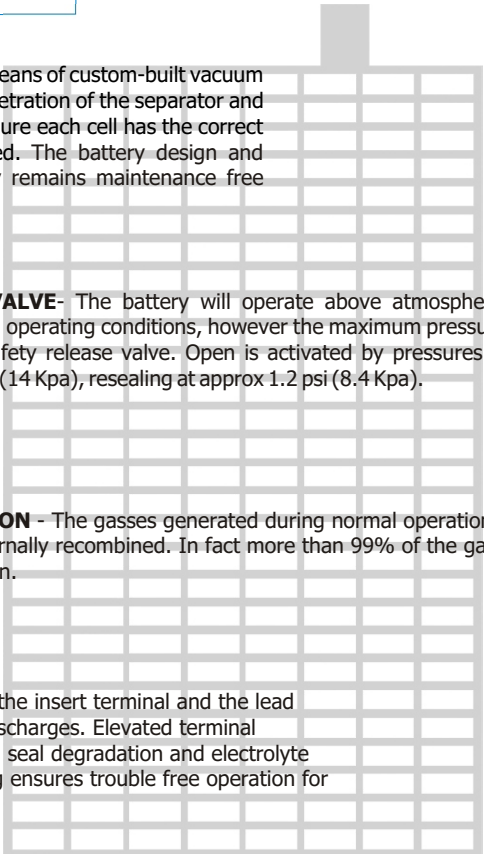 eans of custom-built vacuum
etration of the separator and
ure each cell has the correct
ed. The battery design and
remains maintenance free
VALVE- The battery will operate above atmosphe
operating conditions, however the maximum pressu
fety release valve. Open is activated by pressures
(14 Kpa), resealing at approx 1.2 psi (8.4 Kpa).
ON - The gasses generated during normal operation
rnally recombined. In fact more than 99% of the ga
n.
the insert terminal and the lead
scharges. Elevated terminal
seal degradation and electrolyte
g ensures trouble free operation for